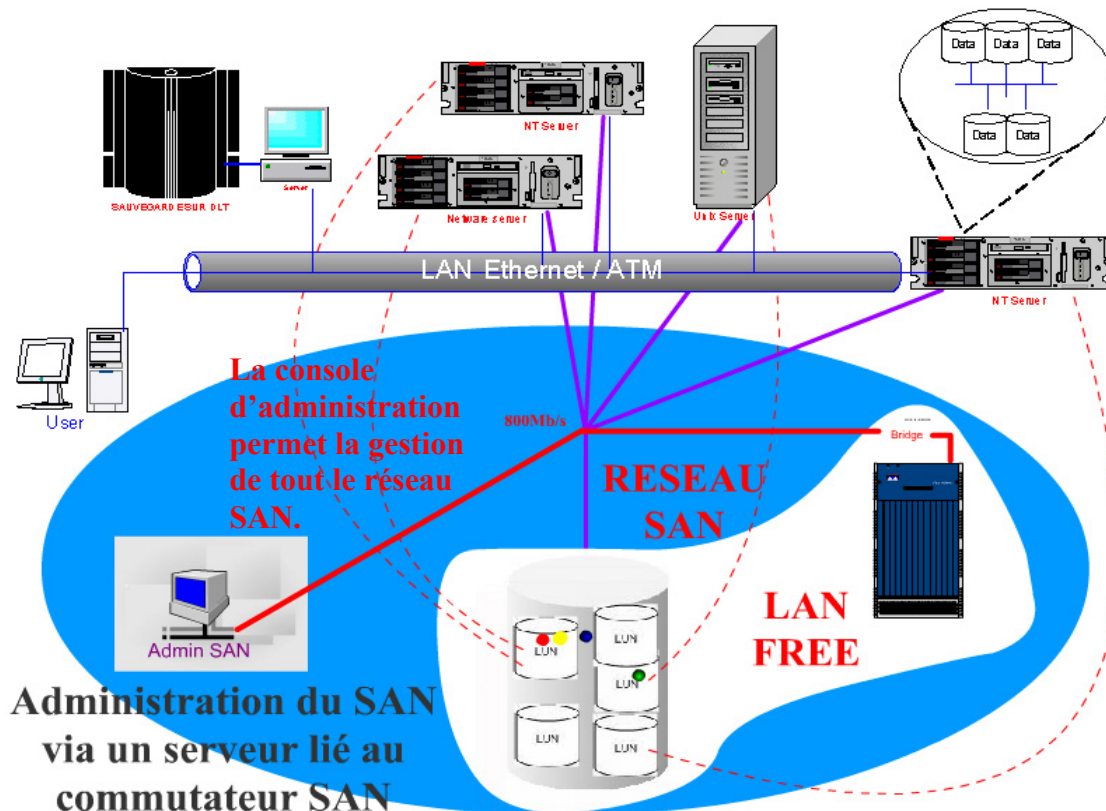 Data
Data
Data
Data
Data
NT Server
Server
SAUVEGARDE SUR DLT
Netware server
Unix Server
LAN Ethernet / ATM
NT Server
User
La console
d'administration
permet la gestion
de tout le réseau
SAN.
800Mb/s
Bridge
RESEAU
SAN
LAN
FREE
LUN
LUN
LUN
LUN
LUN
Admin SAN
Administration du SAN
via un serveur lié au
commutateur SAN